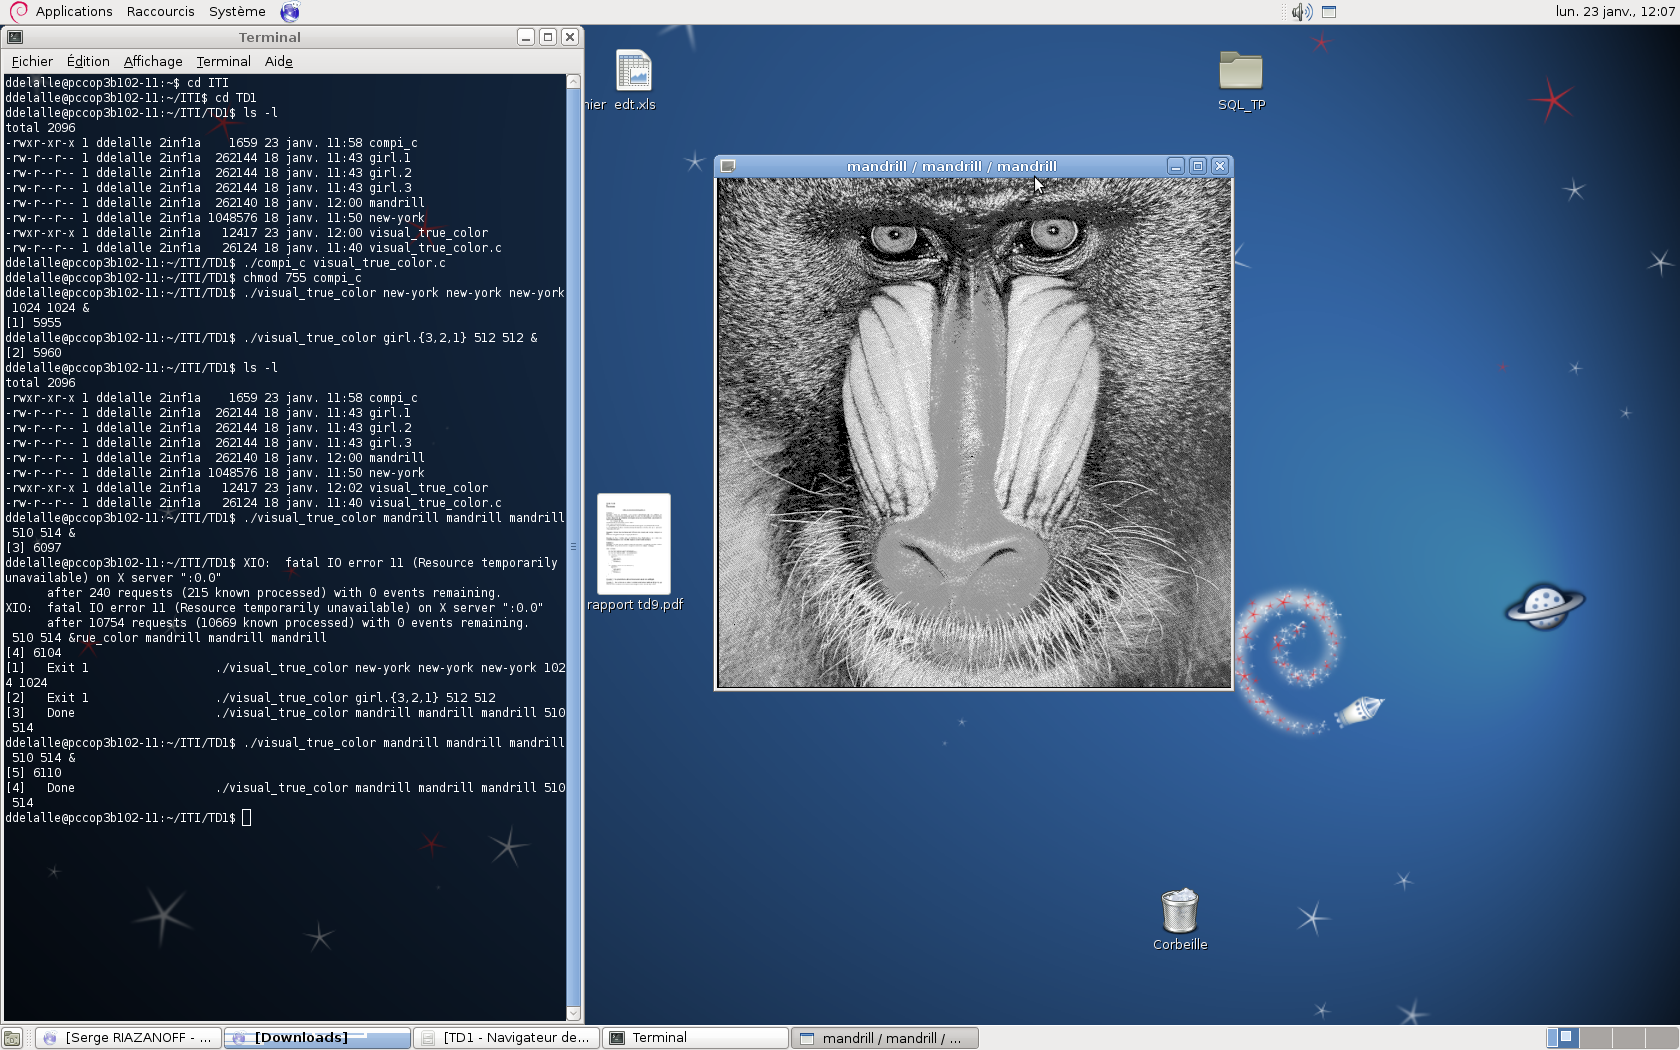 Applications Raccourcis Système
lun. 23 janv., 12:07
Terminal
Fichier Édition Affichage Terminal Aide
ddelalle@pccop3b102-11:~$ cd ITI
ddelalle@pccop3b102-11:~/ITI$ cd TD1
ddelalle@pccop3b102-11:~/ITI/TD1$ ls -l
total 2096
-rwxr-xr-x 1 ddelalle 2inf1a    1659 23 janv. 11:58 compi_c
-rw-r--r-- 1 ddelalle 2inf1a  262144 18 janv. 11:43 girl.1
-rw-r--r-- 1 ddelalle 2inf1a  262144 18 janv. 11:43 girl.2
-rw-r--r-- 1 ddelalle 2inf1a  262144 18 janv. 11:43 girl.3
-rw-r--r-- 1 ddelalle 2inf1a  262140 18 janv. 12:00 mandrill
-rw-r--r-- 1 ddelalle 2inf1a 1048576 18 janv. 11:50 new-york
-rwxr-xr-x 1 ddelalle 2inf1a   12417 23 janv. 12:00 visual_true_color
-rw-r--r-- 1 ddelalle 2inf1a   26124 18 janv. 11:40 visual_true_color.c
ddelalle@pccop3b102-11:~/ITI/TD1$ ./compi_c visual_true_color.c
ddelalle@pccop3b102-11:~/ITI/TD1$ chmod 755 compi_c
ddelalle@pccop3b102-11:~/ITI/TD1$ ./visual_true_color new-york new-york new-york
 1024 1024 &
[1] 5955
ddelalle@pccop3b102-11:~/ITI/TD1$ ./visual_true_color girl.{3,2,1} 512 512 &
[2] 5960
ddelalle@pccop3b102-11:~/ITI/TD1$ ls -l
total 2096
-rwxr-xr-x 1 ddelalle 2inf1a    1659 23 janv. 11:58 compi_c
-rw-r--r-- 1 ddelalle 2inf1a  262144 18 janv. 11:43 girl.1
-rw-r--r-- 1 ddelalle 2inf1a  262144 18 janv. 11:43 girl.2
-rw-r--r-- 1 ddelalle 2inf1a  262144 18 janv. 11:43 girl.3
-rw-r--r-- 1 ddelalle 2inf1a  262140 18 janv. 12:00 mandrill
-rw-r--r-- 1 ddelalle 2inf1a 1048576 18 janv. 11:50 new-york
-rwxr-xr-x 1 ddelalle 2inf1a   12417 23 janv. 12:02 visual_true_color
-rw-r--r-- 1 ddelalle 2inf1a   26124 18 janv. 11:40 visual_true_color.c
ddelalle@pccop3b102-11:~/ITI/TD1$ ./visual_true_color mandrill mandrill mandrill
 510 514 &
[3] 6097
ddelalle@pccop3b102-11:~/ITI/TD1$ XIO:  fatal IO error 11 (Resource temporarily
unavailable) on X server ":0.0"
      after 240 requests (215 known processed) with 0 events remaining.
XIO:  fatal IO error 11 (Resource temporarily unavailable) on X server ":0.0"
      after 10754 requests (10669 known processed) with 0 events remaining.
 510 514 &rue_color mandrill mandrill mandrill
[4] 6104
[1]   Exit 1                  ./visual_true_color new-york new-york new-york 102
4 1024
[2]   Exit 1                  ./visual_true_color girl.{3,2,1} 512 512
[3]   Done                    ./visual_true_color mandrill mandrill mandrill 510
 514
ddelalle@pccop3b102-11:~/ITI/TD1$ ./visual_true_color mandrill mandrill mandrill
 510 514 &
[5] 6110
[4]   Done                    ./visual_true_color mandrill mandrill mandrill 510
 514
ddelalle@pccop3b102-11:~/ITI/TD1$
hier edt.xls
SQL_TP
mandrill / mandrill / mandrill
rapport td9.pdf
Corbeille
[Serge RIAZANOFF - ...
[Downloads]
[TD1 - Navigateur de...
Terminal
mandrill / mandrill / ...